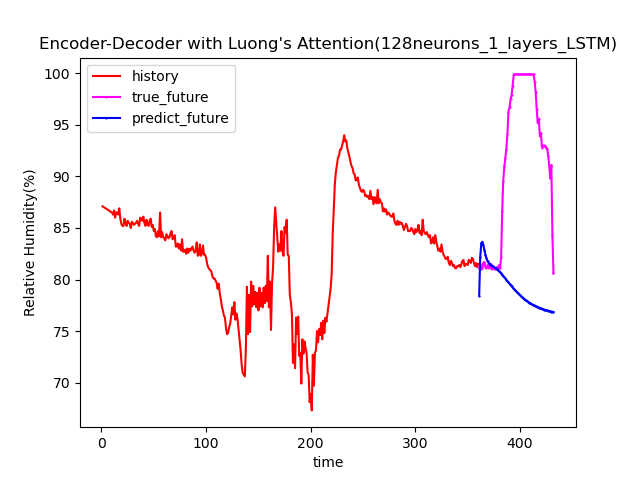 Encoder-Decoder with Luong's Attention(128neurons_1_layers_LSTM)
history
true_future
predict_future
Relative Humidity(%)
100
95
90
85
80
75
70
0
100
200
300
400
time